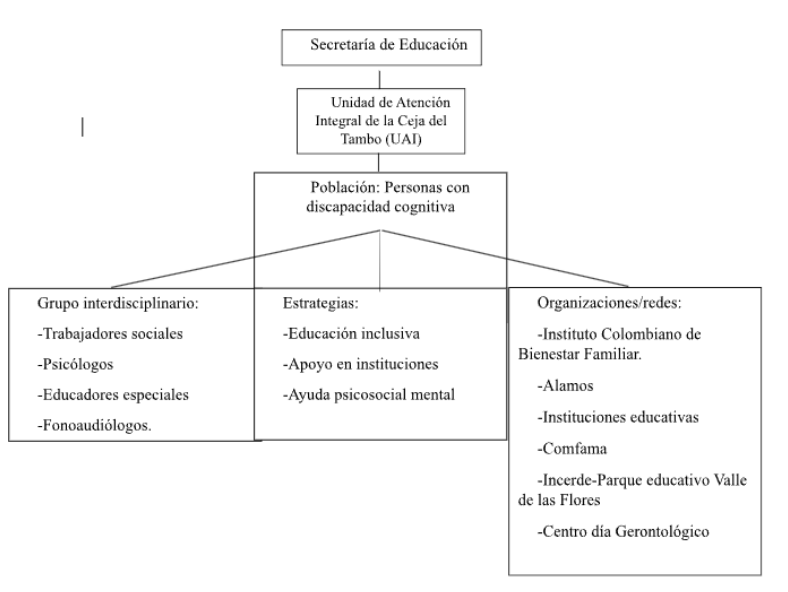 Secretaría de Educación
Unidad de Atención
Integral de la Ceja del
Tambo (UAI)
Población: Personas con
discapacidad cognitiva
Grupo interdisciplinario:
-Trabajadores sociales
-Psicólogos
-Educadores especiales
-Fonoaudiólogos.
Estrategias:
-Educación inclusiva
-Apoyo en instituciones
-Ayuda psicosocial mental
Organizaciones/redes:
-Instituto Colombiano de
Bienestar Familiar.
-Alamos
-Instituciones educativas
-Comfama
-Incerde-Parque educativo Valle
de las Flores
-Centro día Gerontológico